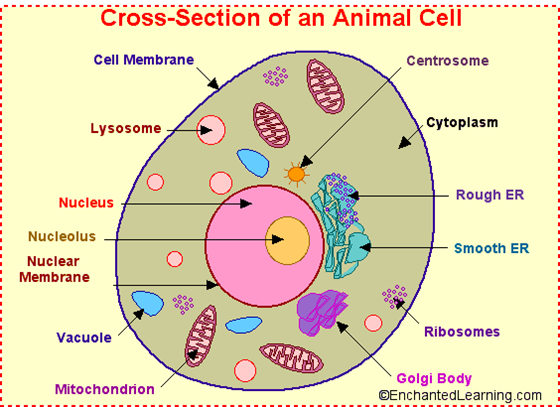 Cross-Section of an Animal Cell
Cell Membrane
Centrosome
Lysosome
Cytoplasm
Nucleus
Rough ER
Nucleolus
Smooth ER
Nuclear
Membrane
Vacuole
Ribosomes
Mitochondrion
Golgi Body
©EnchantedLearning.com